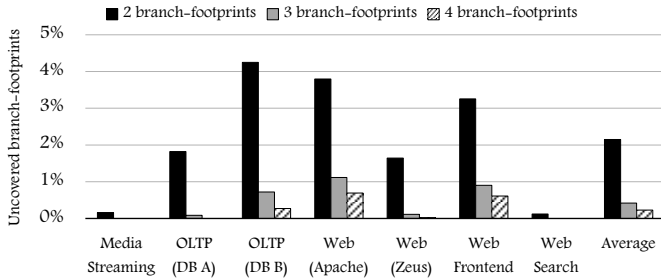 2 branch-footprints 3 branch-footprints 4 branch-footprints
Uncovered branch-footprints
5%
4%
3%
2%
1%
0%
Media Streaming
OLTP (DB A)
OLTP (DB B)
Web (Apache)
Web (Zeus)
Web Frontend
Web Search
Average